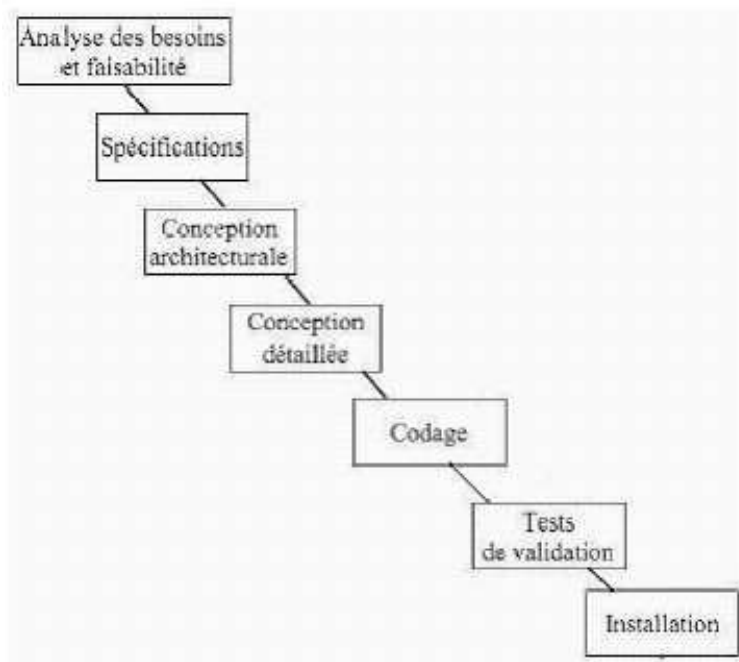 Analyse des besoins
et faisabilité
Spécifications
Conception
architecturale
Conception
détaillée
Codage
Tests
de validation
Installation